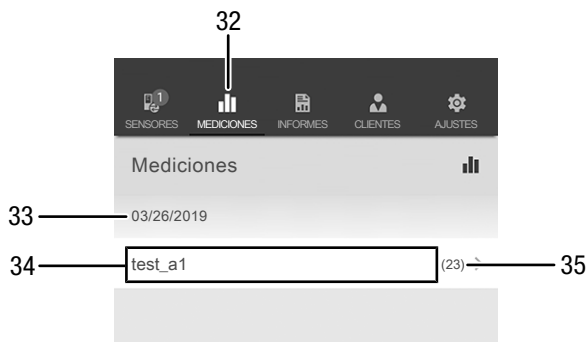 32
1
SENSORES MEDICIONES INFORMES CLIENTES AJUSTES
Mediciones
33 03/26/2019
34 test_a1 (23) 35